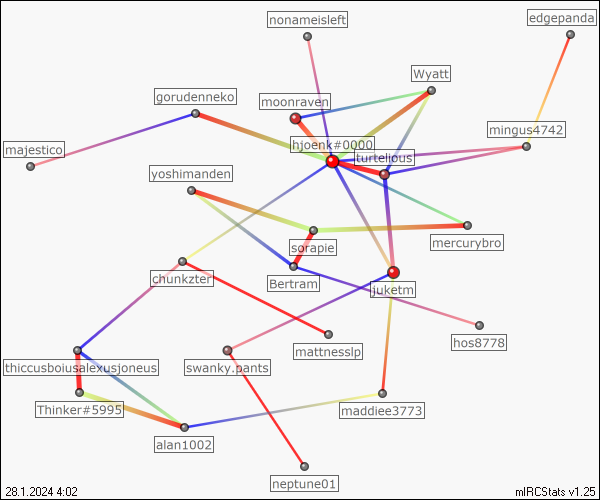 nonameisleft
edgepanda
Wyatt
gorudenneko
moonraven
mingus4742
hjoenk#0000
majestico
turtelious
yoshimanden
sorapie
mercurybro
chunkzter
Bertram
juketm
hos8778
mattnesslp
thiccusboiusalexusjoneus
swanky.pants
Thinker#5995
maddiee3773
alan1002
neptune01
28.1.2024 4:02
mIRCStats v1.25